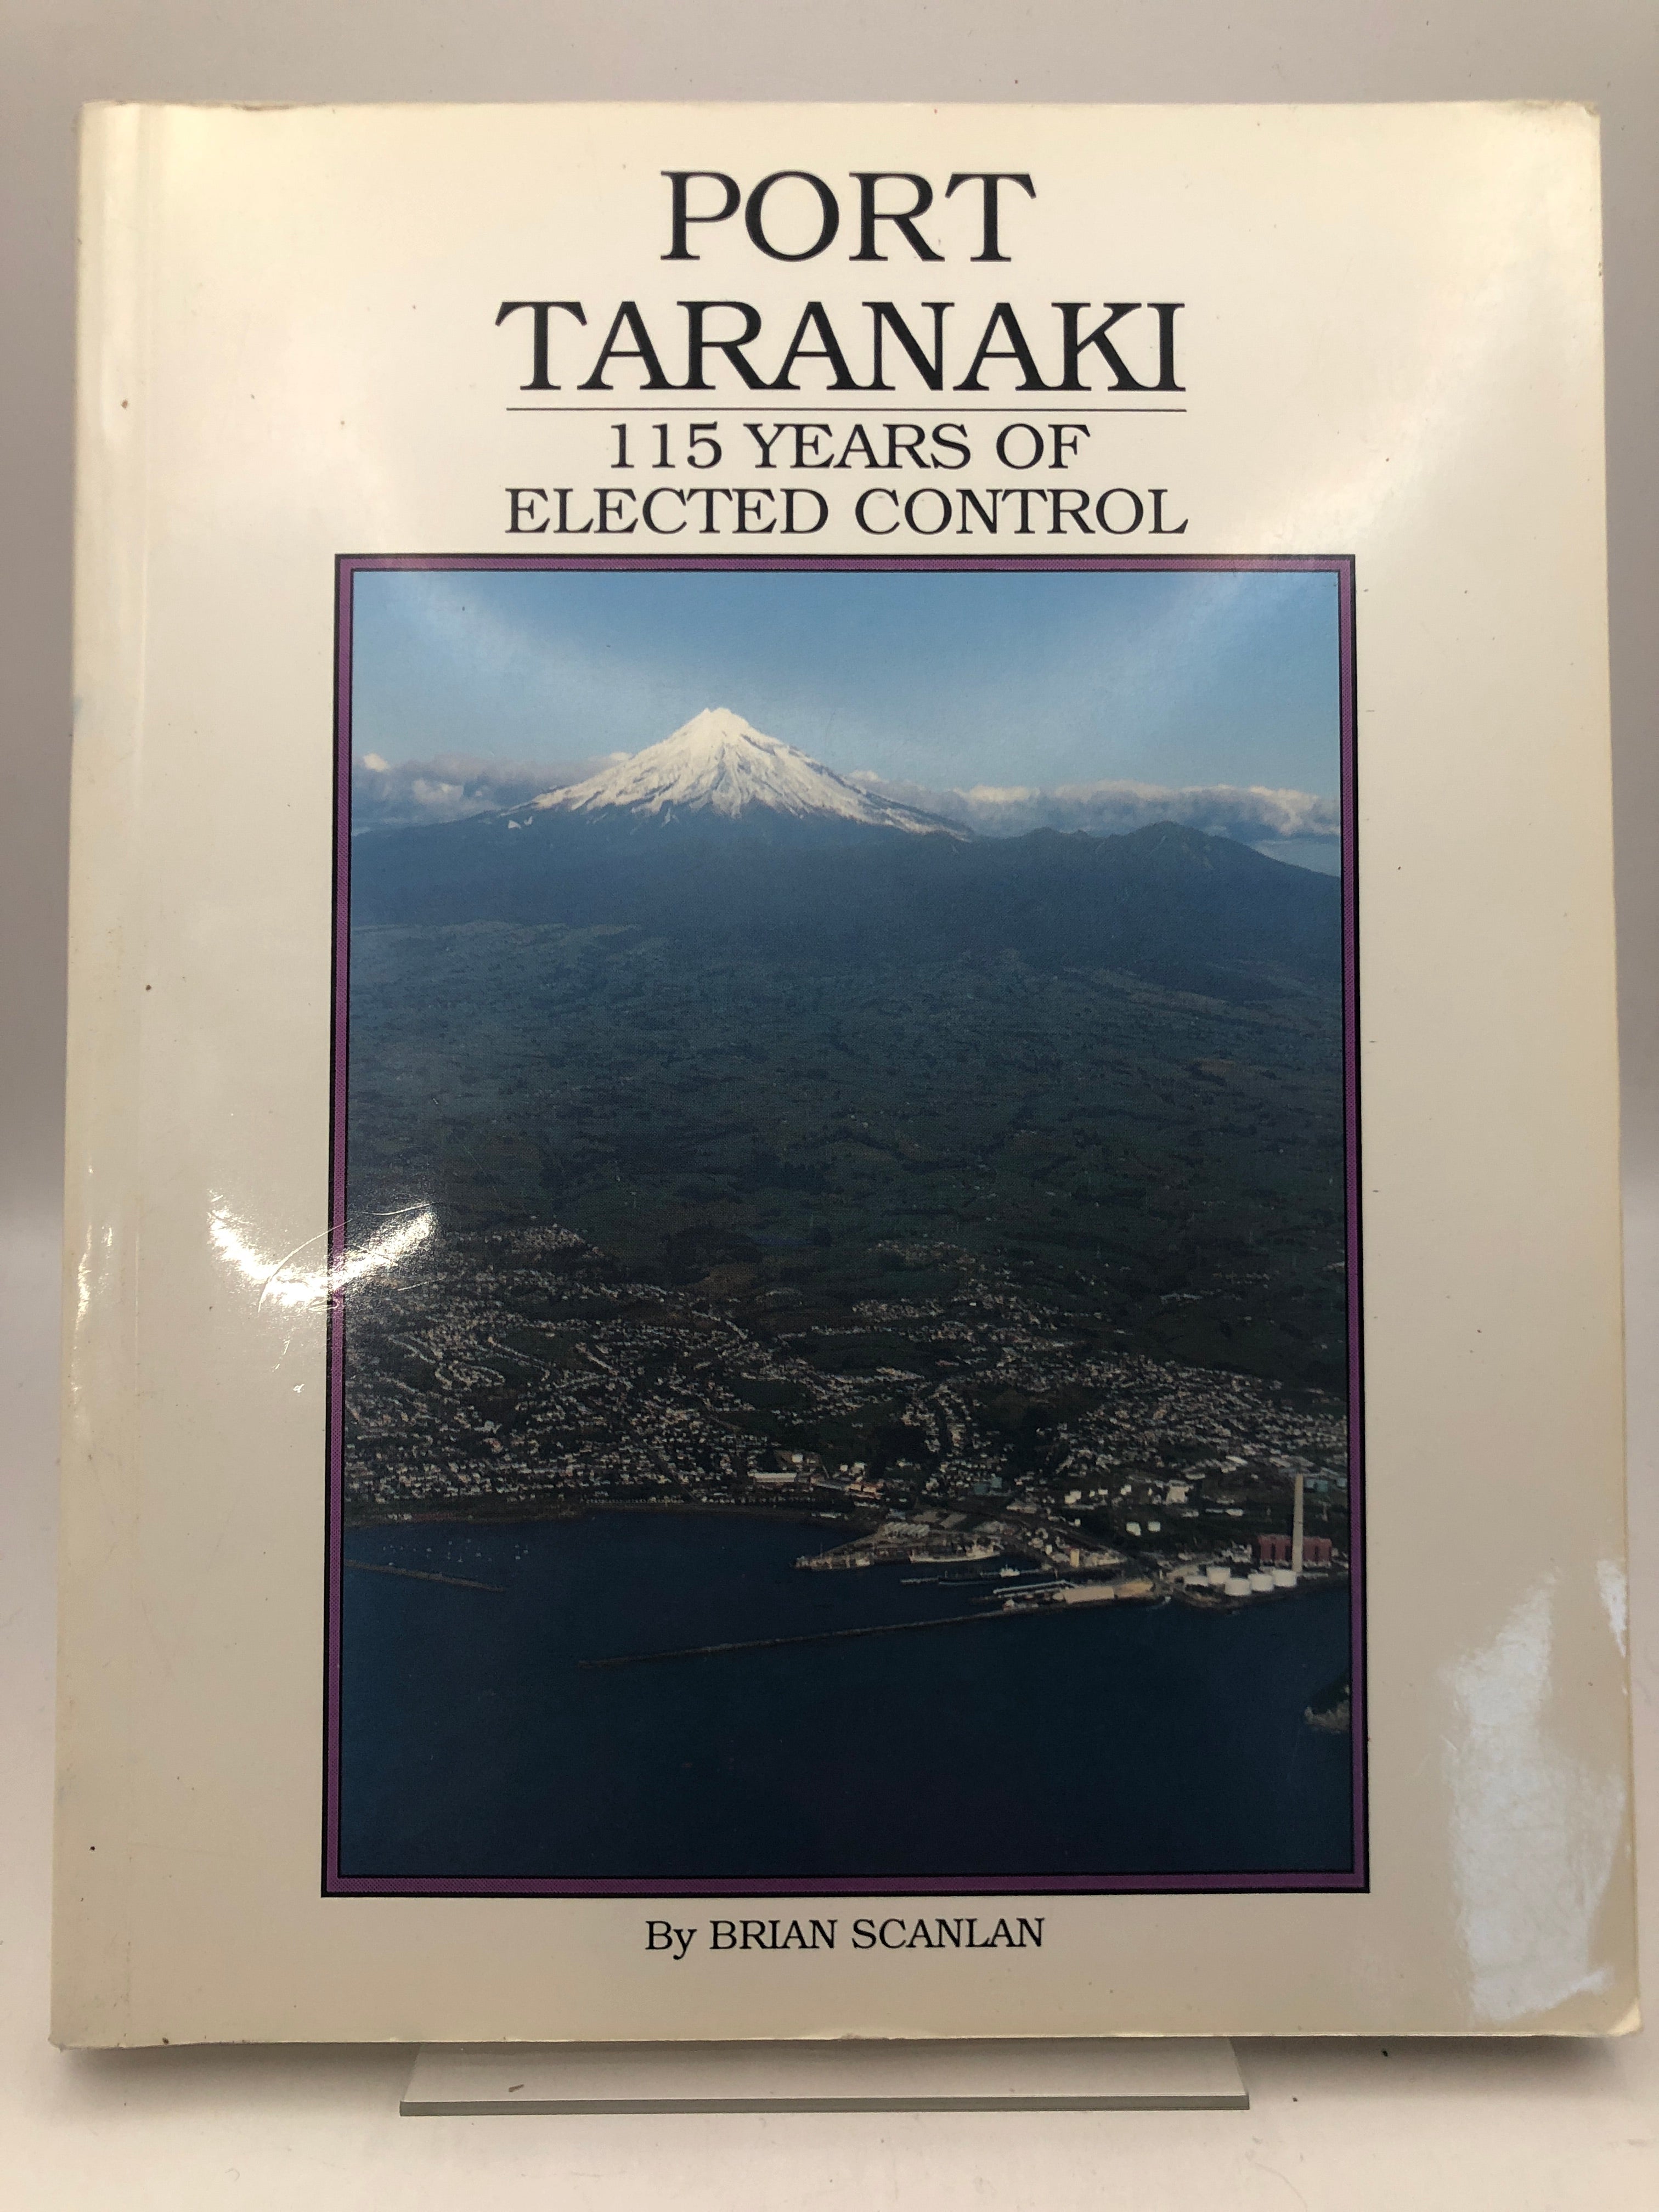 PORT
TARANAKI
115 YEARS OF
ELECTED CONTROL
By BRIAN SCANLAN